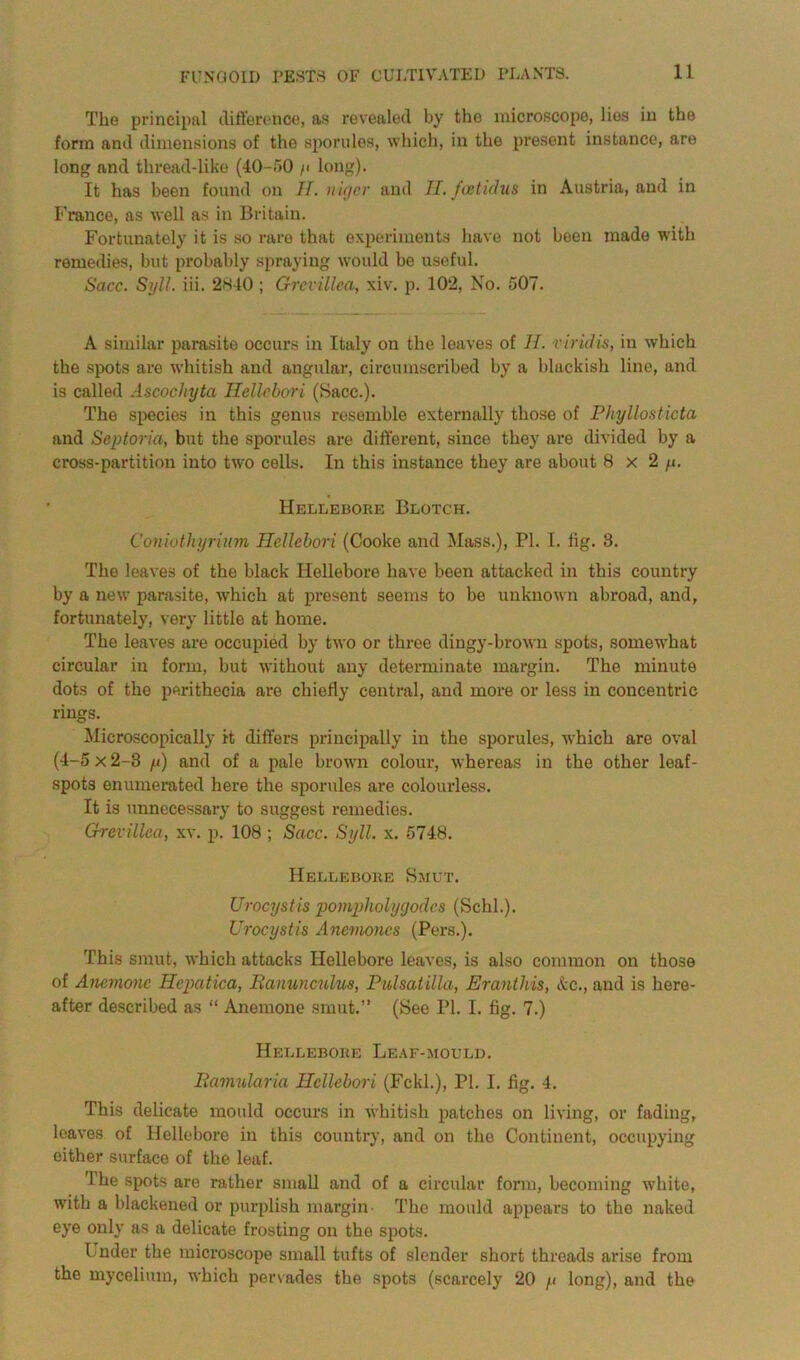 FUNGOID PESTS OF CULTIVATED PLANTS. 11
The principal difference, as revealed by the microscope, lies in the
form and dimensions of the sporules, which, in the present instance, are
long and thread-like (40-50 µ long).
It has been found on H. niger and H. fœtidus in Austria, and in
France, as well as in Britain.
Fortunately it is so rare that experiments have not been made with
remedies, but probably spraying would be useful.
Sacc. Syll. iii. 2840 ; Grevillea, xiv. p. 102, No. 507.
A similar parasite occurs in Italy on the leaves of H. viridis, in which
the spots are whitish and angular, circumscribed by a blackish line, and
is called Ascochyta Hellebori (Sacc.).
The species in this genus resemble externally those of Phyllosticta
and Septoria, but the sporules are different, since they are divided by a
cross-partition into two cells. In this instance they are about 8 × 2 µ.
HELLEBORE BLOTCH.
Coniothyrium Hellebori (Cooke and Mass.), Pl. I. fig. 3.
The leaves of the black Hellebore have been attacked in this country
by a new parasite, which at present seems to be unknown abroad, and,
fortunately, very little at home.
The leaves are occupied by two or three dingy-brown spots, somewhat
circular in form, but without any determinate margin. The minute
dots of the perithecia are chiefly central, and more or less in concentric
rings.
Microscopically it differs principally in the sporules, which are oval
(4-5 × 2-3 µ) and of a pale brown colour, whereas in the other leaf-
spots enumerated here the sporules are colourless.
It is unnecessary to suggest remedies.
Grevillea, xv. p. 108 ; Sacc. Syll. x. 5748.
HELLEBORE SMUT.
Urocystis pompholygodes (Schl.).
Urocystis Anemones (Pers.).
This smut, which attacks Hellebore leaves, is also common on those
of Anemone Hepatica, Ranunculus, Pulsatilla, Eranthis, &c., and is here-
after described as “ Anemone smut.” (See Pl. I. fig. 7.)
HELLEBORE LEAF-MOULD.
Ramularia Hellebori (Fckl.), Pl. I. fig. 4.
This delicate mould occurs in whitish patches on living, or fading,
leaves of Hellebore in this country, and on the Continent, occupying
either surface of the leaf.
The spots are rather small and of a circular form, becoming white,
with a blackened or purplish margin. The mould appears to the naked
eye only as a delicate frosting on the spots.
Under the microscope small tufts of slender short threads arise from
the mycelium, which pervades the spots (scarcely 20 µ long), and the